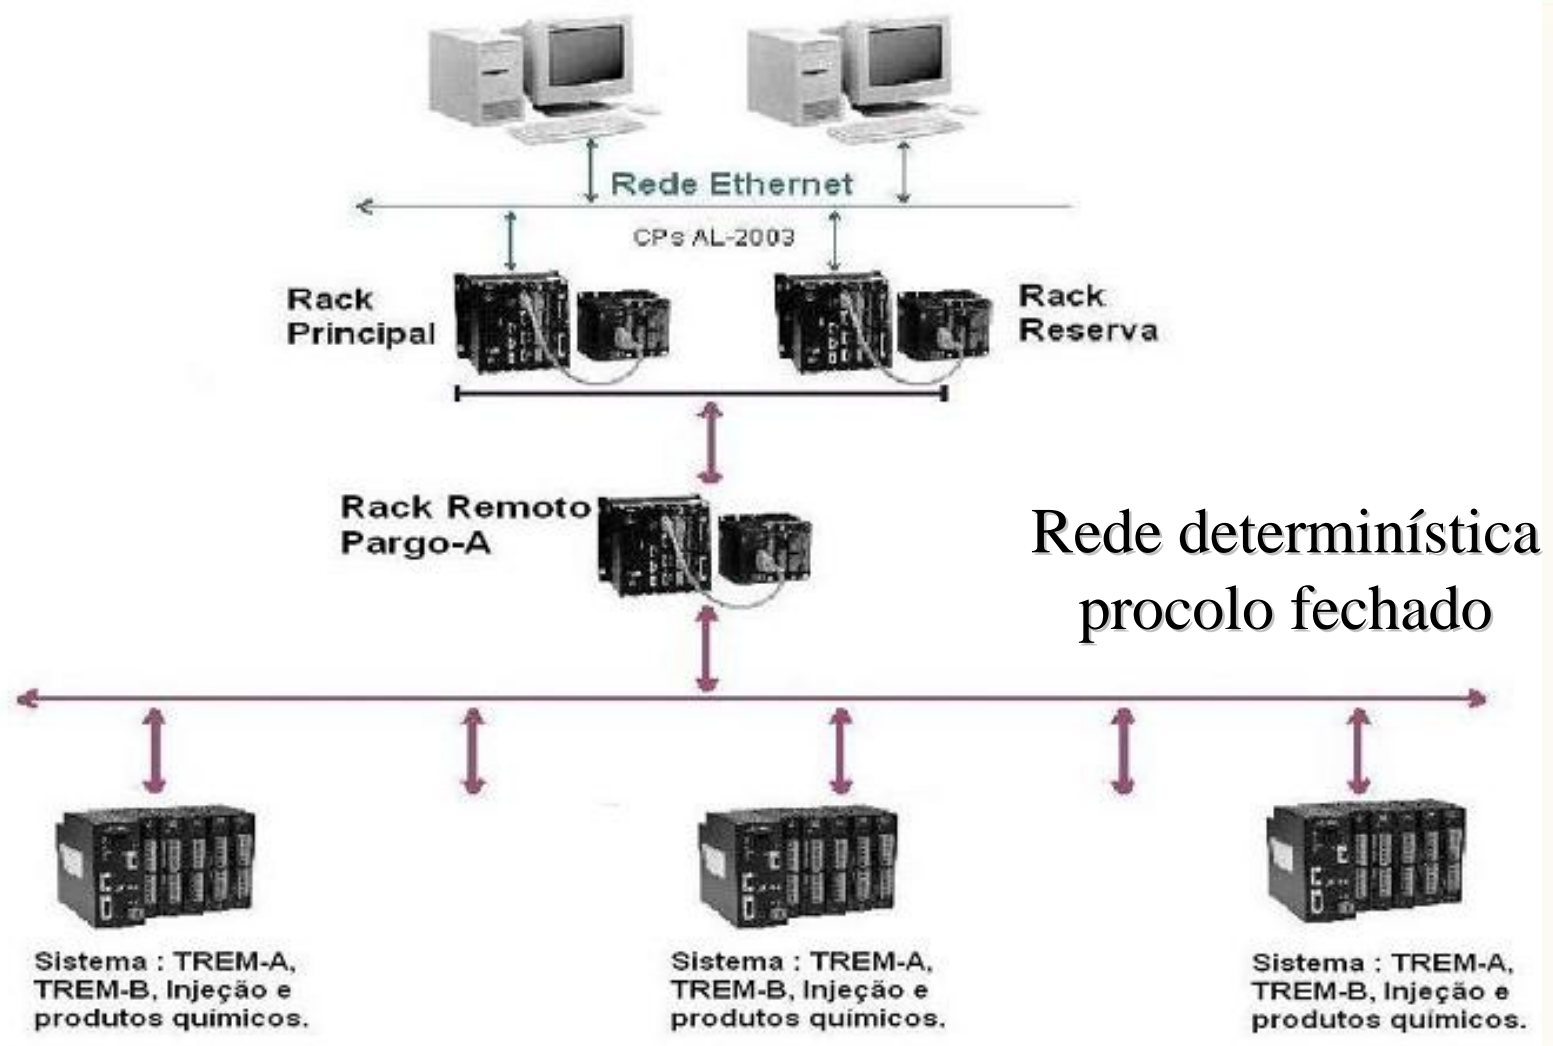 Rede Ethernet
CPs AL-2003
Rack
Principal
Rack
Reserva
Rack Remoto
Pargo-A
Rede determinística
procolo fechado
Sistema : TREM-A,
TREM-B, Injeção e
produtos químicos.
Sistema : TREM-A,
TREM-B, Injeção e
produtos químicos.
Sistema : TREM-A,
TREM-B, Injeção e
produtos químicos.